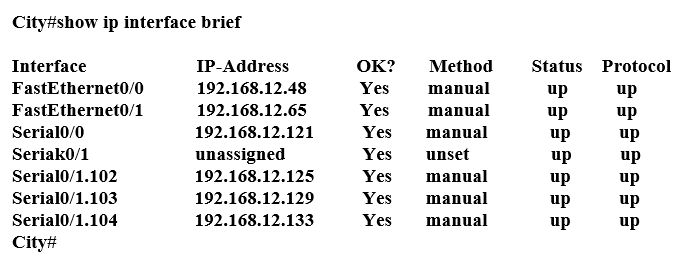 City#show ip interface brief
Interface IP-Address OK? Method Status Protocol
FastEthernet0/0 192.168.12.48 Yes manual up up
FastEthernet0/1 192.168.12.65 Yes manual up up
Serial0/0 192.168.12.121 Yes manual up up
Seriak0/1 unassigned Yes unset up up
Serial0/1.102 192.168.12.125 Yes manual up up
Serial0/1.103 192.168.12.129 Yes manual up up
Serial0/1.104 192.168.12.133 Yes manual up up
City#